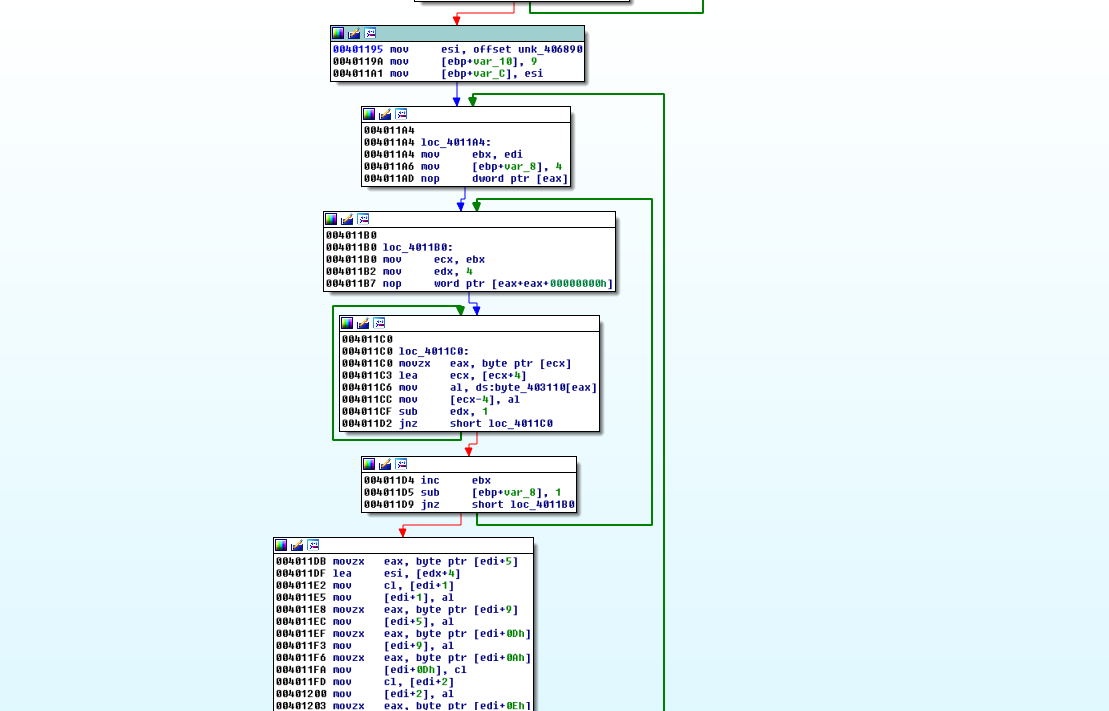 00401195 mov esi, offset unk_406890
0040119A mov [ebp+var_10], 9
004011A1 mov [ebp+var_C], esi
004011A4
004011A4 loc_4011A4:
004011A4 mov ebx, edi
004011A6 mov [ebp+var_8], 4
004011AD nop dword ptr [eax]
004011B0
004011B0 loc_4011B0:
004011B0 mov ecx, ebx
004011B2 mov edx, 4
004011B7 nop word ptr [eax+eax+00000000h]
004011C0
004011C0 loc_4011C0:
004011C0 movzx eax, byte ptr [ecx]
004011C3 lea ecx, [ecx+4]
004011C6 mov al, ds:byte_403110[eax]
004011CC mov [ecx-4], al
004011CF sub edx, 1
004011D2 jnz short loc_4011C0
004011D4 inc ebx
004011D5 sub [ebp+var_8], 1
004011D9 jnz short loc_4011B0
004011DB movzx eax, byte ptr [edi+5]
004011DF lea esi, [edx+4]
004011E2 mov cl, [edi+1]
004011E5 mov [edi+1], al
004011E8 movzx eax, byte ptr [edi+9]
004011EC mov [edi+5], al
004011EF movzx eax, byte ptr [edi+0Dh]
004011F3 mov [edi+9], al
004011F6 movzx eax, byte ptr [edi+0Ah]
004011FA mov [edi+0Dh], cl
004011FD mov cl, [edi+2]
00401200 mov [edi+2], al
00401203 movzx eax, byte ptr [edi+0Eh]